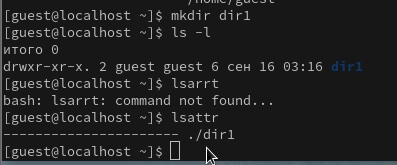 /home/guest
[guest@localhost ~]$ mkdir dir1
[guest@localhost ~]$ ls -l
итого 0
drwxr-xr-x. 2 guest guest 6 сен 16 03:16 dir1
[guest@localhost ~]$ lsarrt
bash: lsarrt: command not found...
[guest@localhost ~]$ lsattr
---------------------- ./dir1
[guest@localhost ~]$